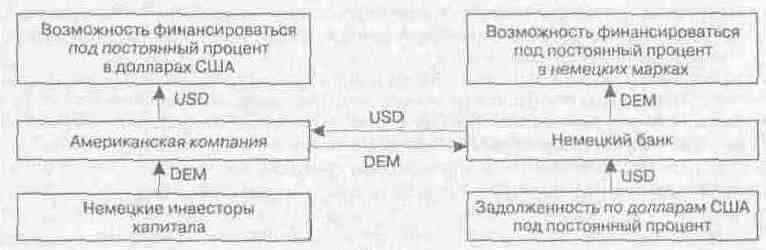 Возможность финансироваться
под постоянный процент
в долларах США
Возможность финансироваться
под постоянный процент
в немецких марках
USD
DEM
USD
Американская компания
Немецкий банк
DEM
DEM
USD
Немецкие инвесторы
капитала
Задолженность по долларам США
под постоянный процент